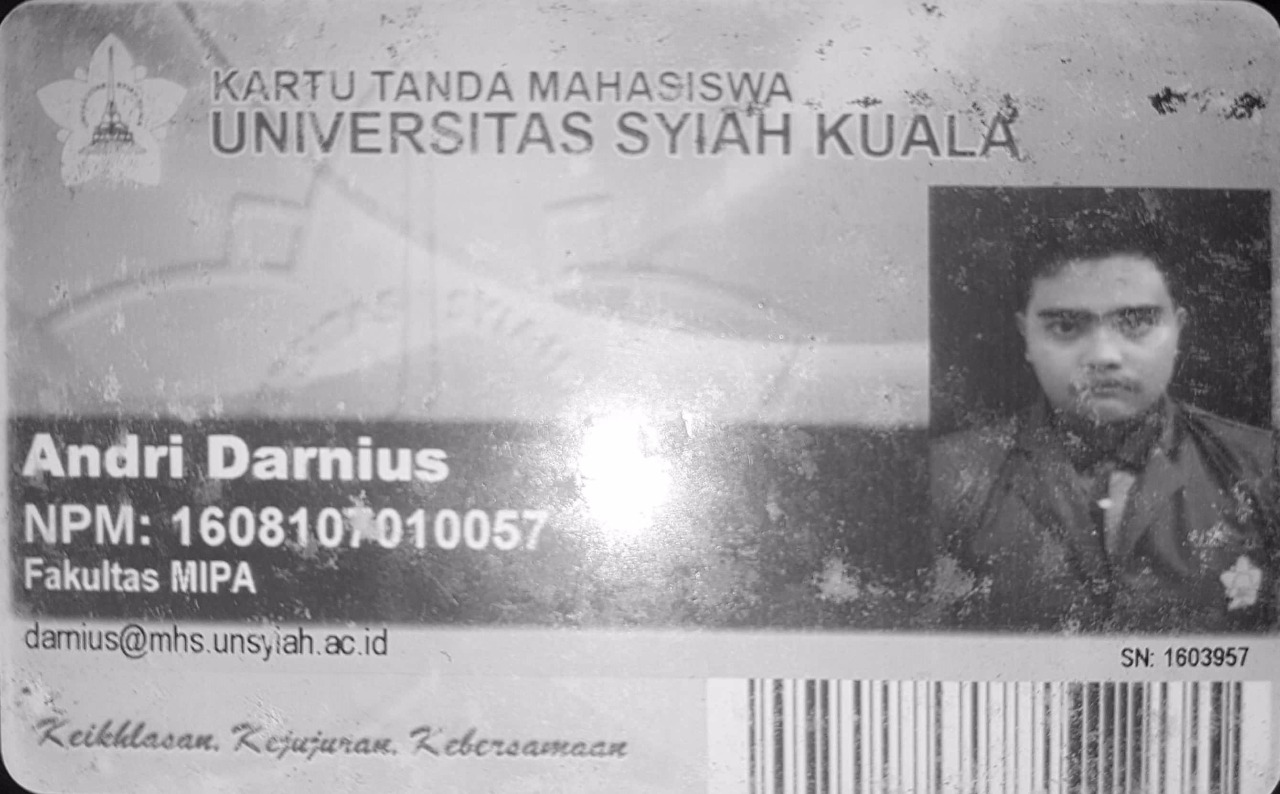 KARTU TANDA MAHASISWA
UNIVERSITAS SYIAH KUALA
Andri Darnius
NPM: 1608107010057
Fakultas MIPA
darnius@mhs.unsyiah.ac.id
SN: 1603957
Keikhlasan, Kejujuran, Kebersamaan